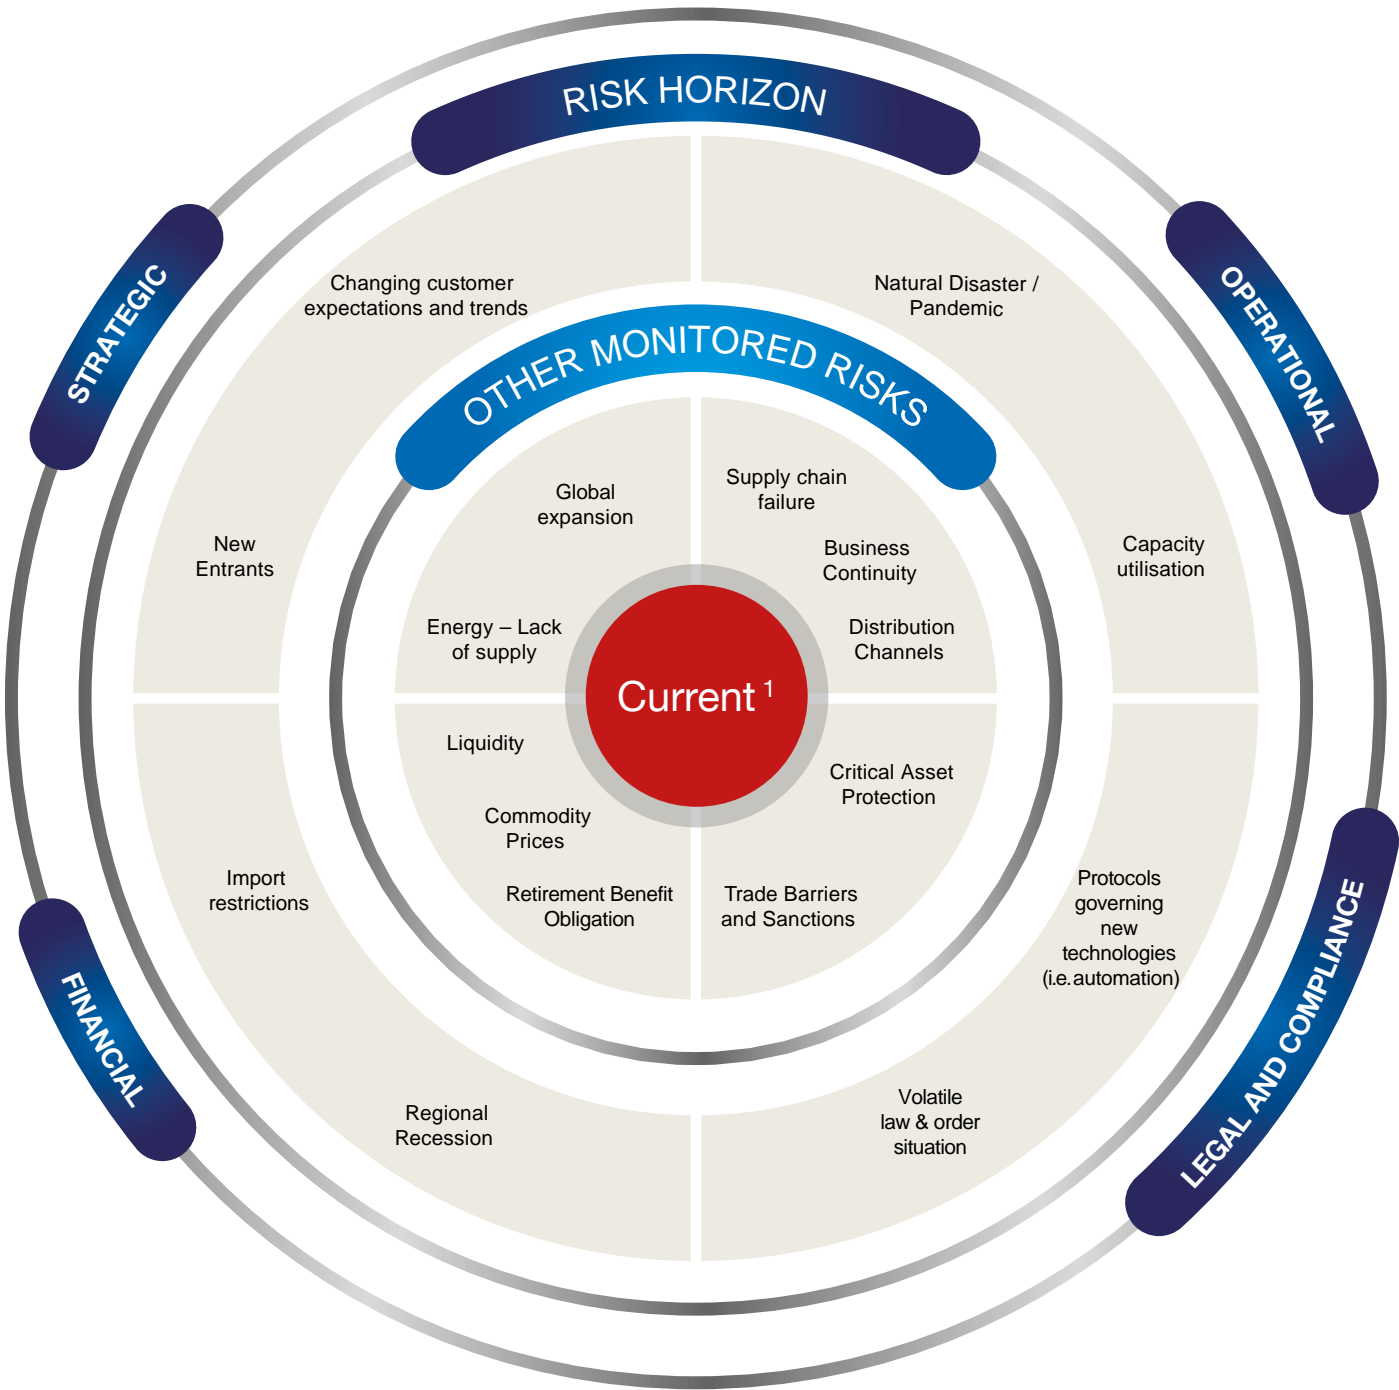 RISK HORIZON
STRATEGIC
OPERATIONAL
Changing customer
expectations and trends
Natural Disaster /
Pandemic
OTHER MONITORED RISKS
New
Entrants
Global
expansion
Supply chain
failure
Business
Continuity
Capacity
utilisation
Energy – Lack
of supply
Distribution
Channels
Current 1
Liquidity
Commodity
Prices
Retirement Benefit
Obligation
Critical Asset
Protection
Trade Barriers
and Sanctions
Import
restrictions
Protocols
governing
new
technologies
(i.e.automation)
Regional
Recession
Volatile
law & order
situation
FINANCIAL
LEGAL AND COMPLIANCE